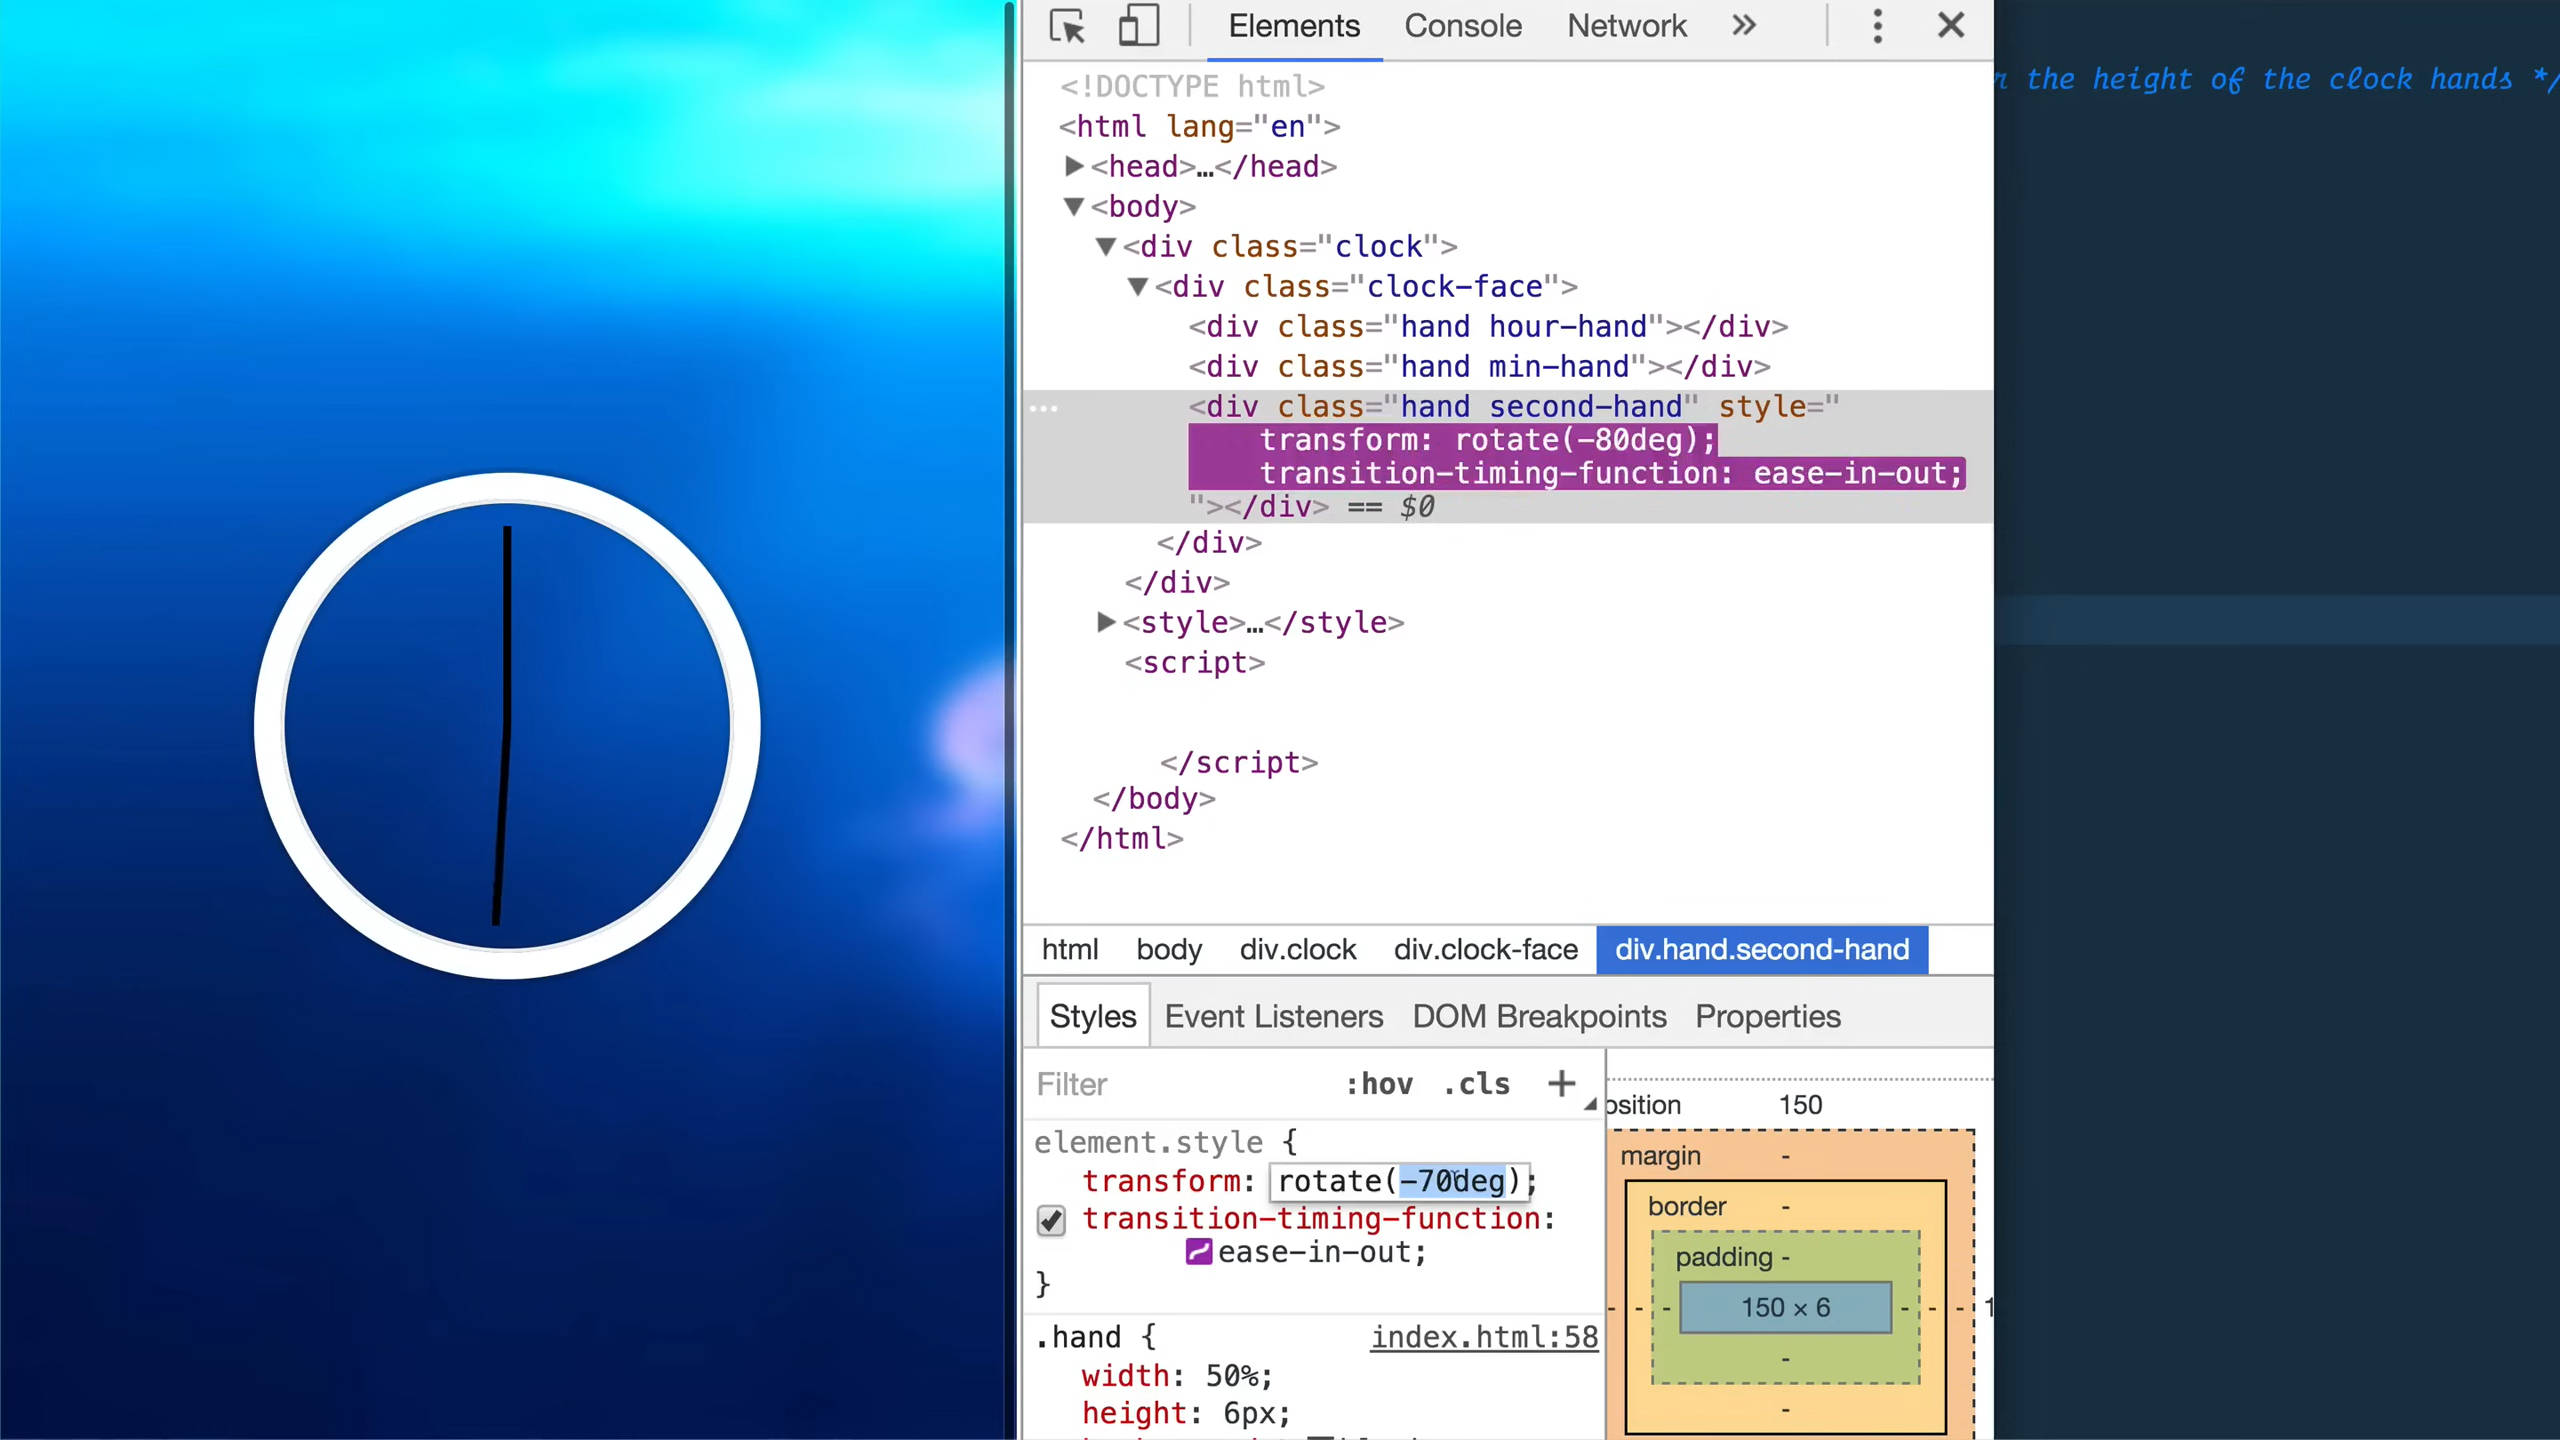 Elements Console Network »
<!DOCTYPE html>
<html lang="en">
<head>…</head>
<body>
<div class="clock">
<div class="clock-face">
<div class="hand hour-hand"></div>
<div class="hand min-hand"></div>
<div class="hand second-hand" style="
transform: rotate(-80deg);
transition-timing-function: ease-in-out;
"></div> == $0
</div>
</div>
<style>…</style>
<script>
</script>
</body>
</html>
html body div.clock div.clock-face div.hand.second-hand
Styles Event Listeners DOM Breakpoints Properties
Filter :hov .cls +
element.style {
transform: rotate(-70deg);
transition-timing-function:
ease-in-out;
}
.hand { index.html:58
width: 50%;
height: 6px;
osition 150
margin -
border -
padding -
- - - 150 × 6 - - - 1
-
-
the height of the clock hands */